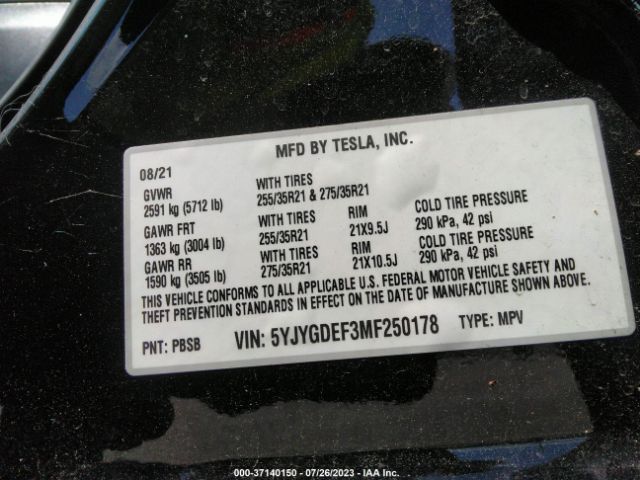 MFD BY TESLA, INC.
08/21
GVWR WITH TIRES
2591 kg (5712 lb) 255/35R21 & 275/35R21
GAWR FRT WITH TIRES RIM COLD TIRE PRESSURE
1363 kg (3004 lb) 255/35R21 21X9.5J 290 kPa, 42 psi
GAWR RR WITH TIRES RIM COLD TIRE PRESSURE
1590 kg (3505 lb) 275/35R21 21X10.5J 290 kPa, 42 psi
THIS VEHICLE CONFORMS TO ALL APPLICABLE U.S. FEDERAL MOTOR VEHICLE SAFETY AND
THEFT PREVENTION STANDARDS IN EFFECT ON THE DATE OF MANUFACTURE SHOWN ABOVE.
PNT: PBSB VIN: 5YJYGDEF3MF250178 TYPE: MPV
000-37140150 - 07/26/2023 - IAA Inc.